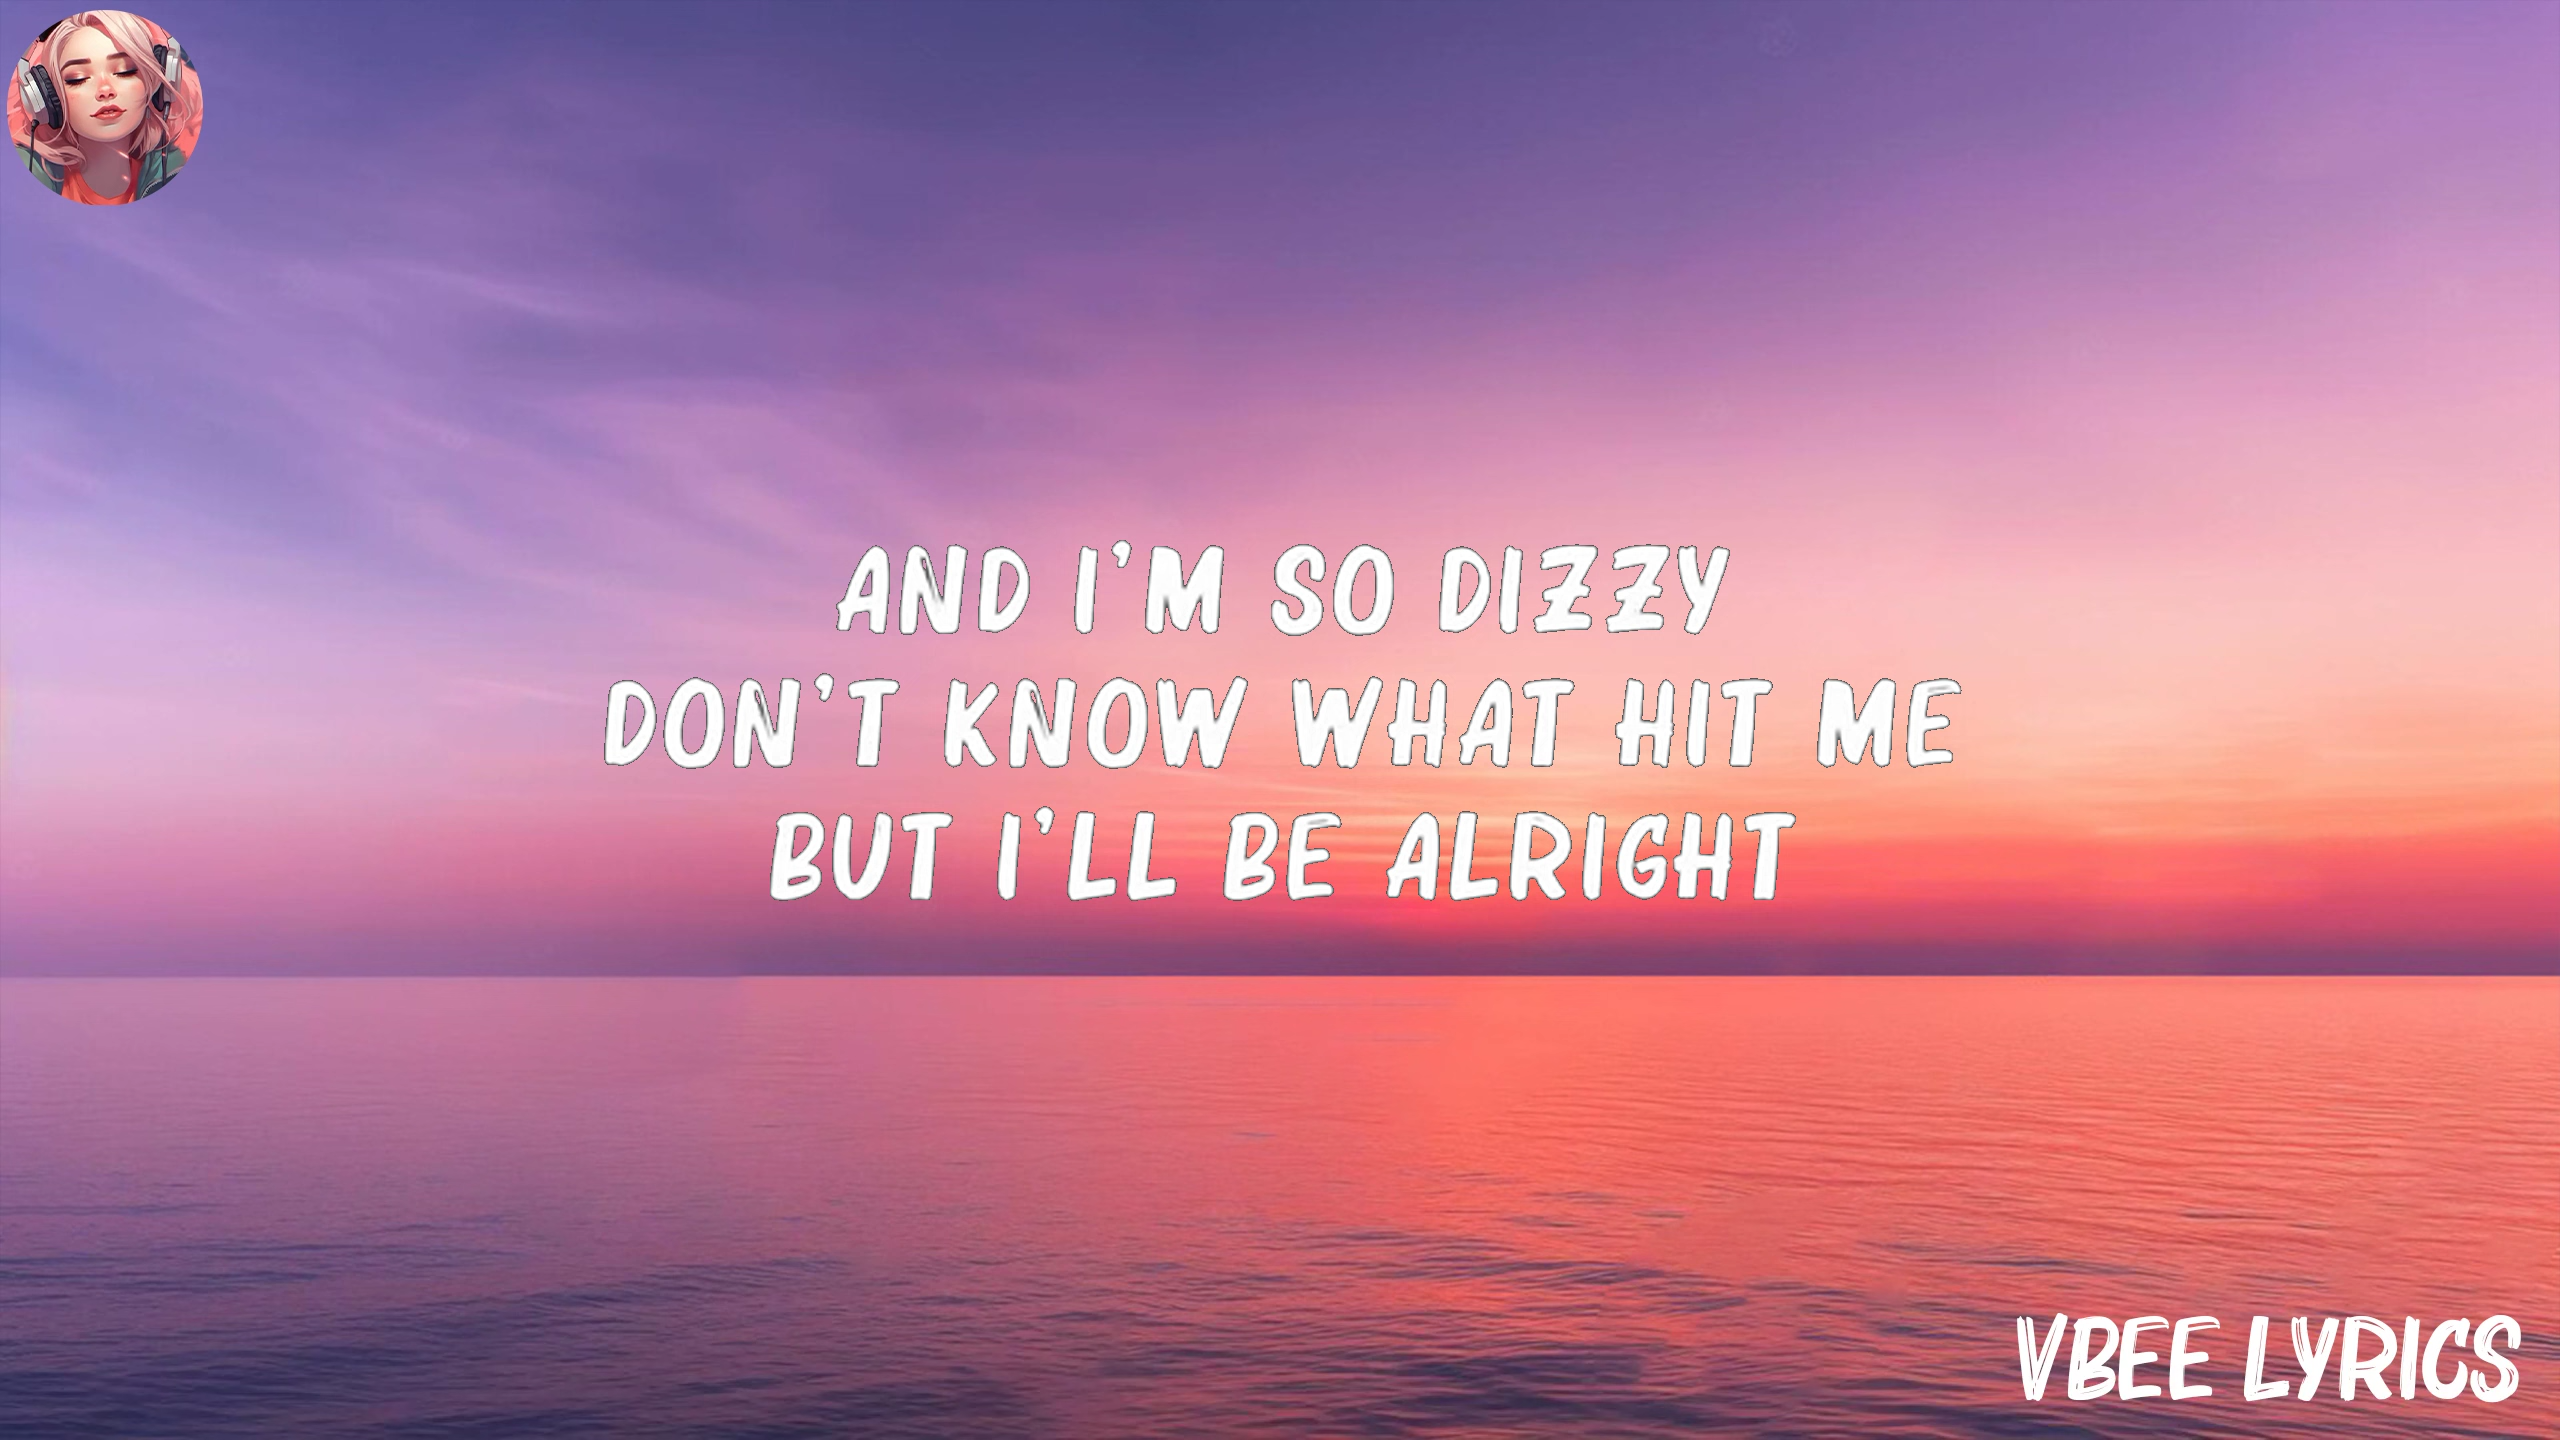 AND I'M SO DIZZY
DON'T KNOW WHAT HIT ME
BUT I'LL BE ALRIGHT
VBEE LYRICS